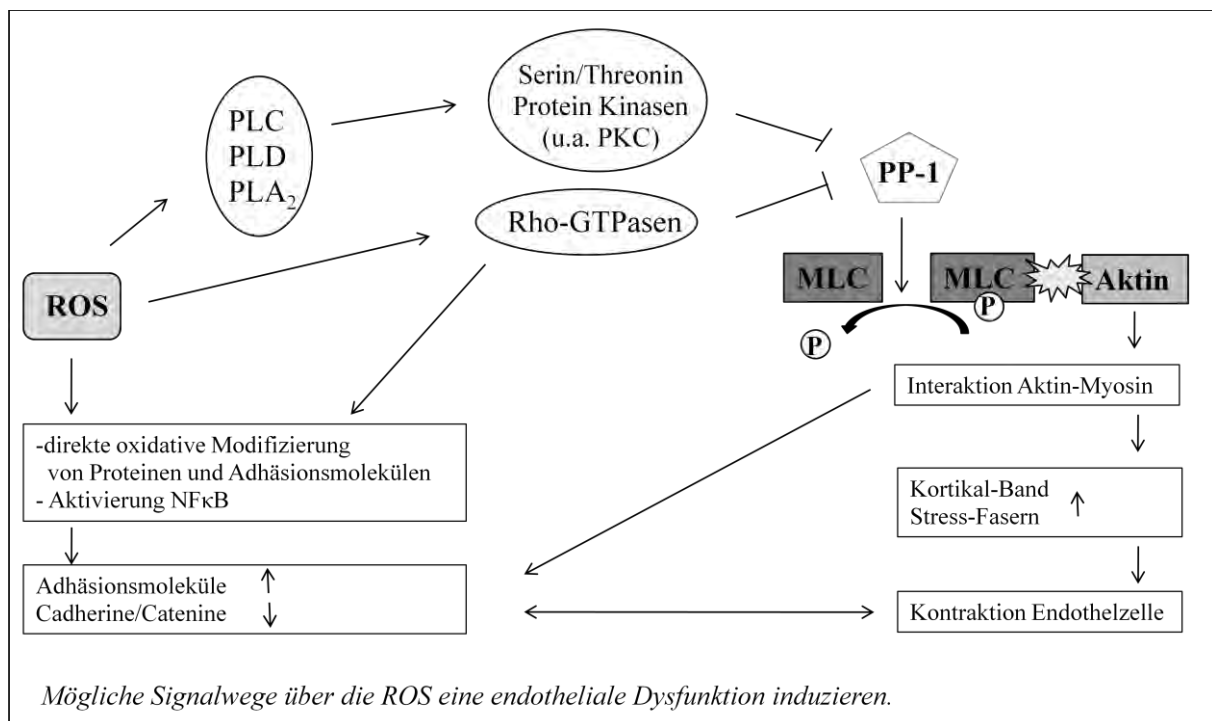 Serin/Threonin
Protein Kinasen
(u.a. PKC)
PLC
PLD
PLA₂
PP-1
Rho-GTPasen
ROS
MLC
MLC
Aktin
P
P
Interaktion Aktin-Myosin
-direkte oxidative Modifizierung
von Proteinen und Adhäsionsmolekülen
- Aktivierung NFκB
Kortikal-Band
Stress-Fasern ↑
Adhäsionsmoleküle ↑
Cadherine/Catenine ↓
Kontraktion Endothelzelle
Mögliche Signalwege über die ROS eine endotheliale Dysfunktion induzieren.